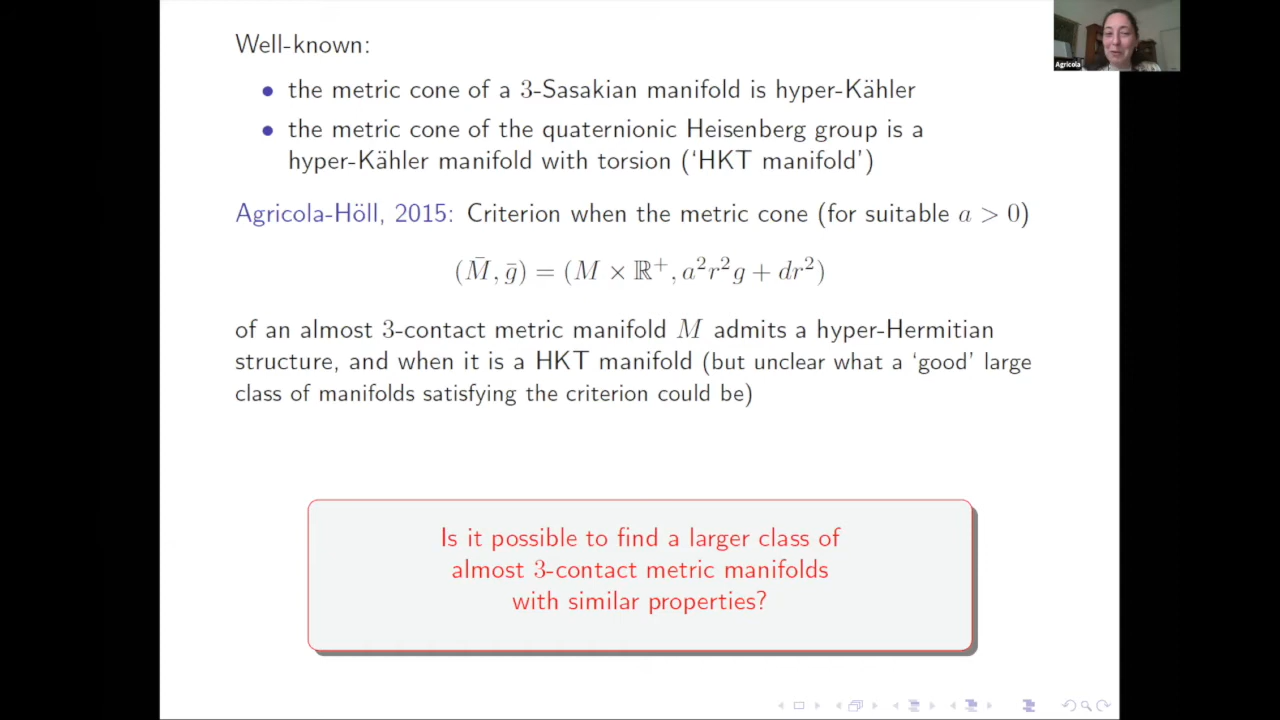 Well-known:
• the metric cone of a 3-Sasakian manifold is hyper-Kähler
• the metric cone of the quaternionic Heisenberg group is a
hyper-Kähler manifold with torsion (‘HKT manifold’)
Agricola-Höll, 2015: Criterion when the metric cone (for suitable a > 0)
(M̄, ḡ) = (M × ℝ⁺, a²r²g + dr²)
of an almost 3-contact metric manifold M admits a hyper-Hermitian
structure, and when it is a HKT manifold (but unclear what a ‘good’ large
class of manifolds satisfying the criterion could be)
Is it possible to find a larger class of
almost 3-contact metric manifolds
with similar properties?
Agricola